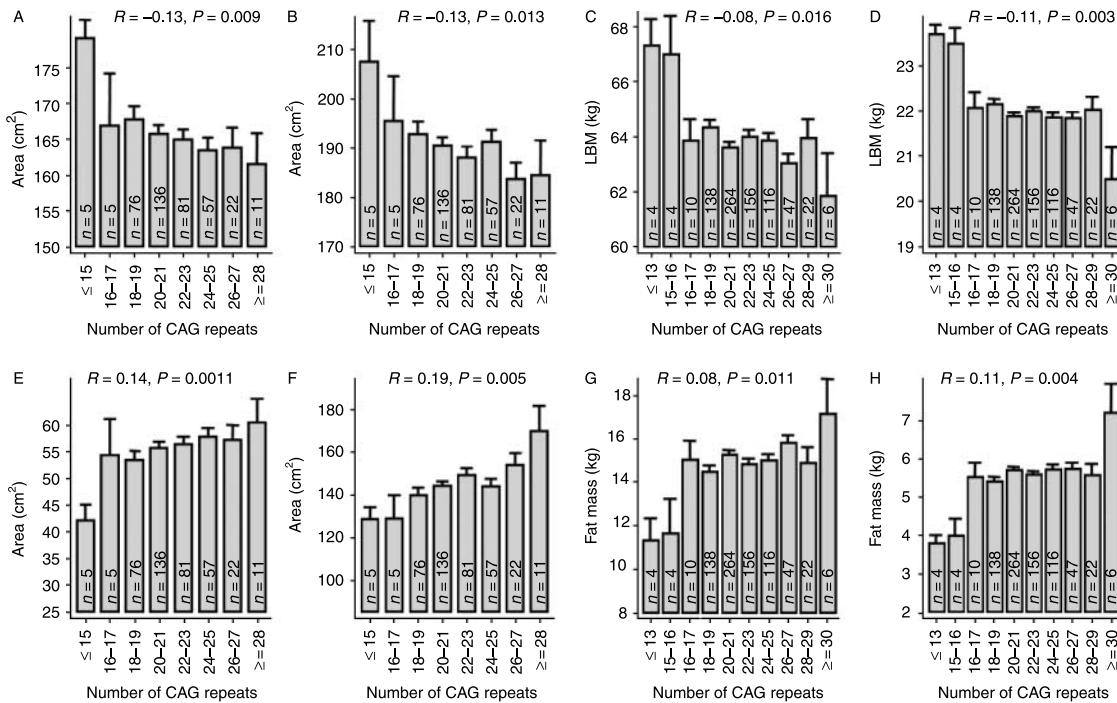 A R = –0.13, P = 0.009
Area (cm2)
175
170
165
160
155
150
n = 5
n = 5
n = 76
n = 136
n = 81
n = 57
n = 22
n = 11
≤ 15
16–17
18–19
20–21
22–23
24–25
26–27
≥ = 28
Number of CAG repeats
B R = –0.13, P = 0.013
Area (cm2)
210
200
190
180
170
n = 5
n = 5
n = 76
n = 136
n = 81
n = 57
n = 22
n = 11
≤ 15
16–17
18–19
20–21
22–23
24–25
26–27
≥ = 28
Number of CAG repeats
C R = –0.08, P = 0.016
LBM (kg)
68
66
64
62
60
n = 4
n = 4
n = 10
n = 138
n = 264
n = 156
n = 116
n = 47
n = 22
n = 6
≤ 13
15–16
16–17
18–19
20–21
22–23
24–25
26–27
28–29
≥ = 30
Number of CAG repeats
D R = –0.11, P = 0.003
LBM (kg)
23
22
21
20
19
n = 4
n = 4
n = 10
n = 138
n = 264
n = 156
n = 116
n = 47
n = 22
n = 6
≤ 13
15–16
16–17
18–19
20–21
22–23
24–25
26–27
28–29
≥ = 30
Number of CAG repeats
E R = 0.14, P = 0.0011
Area (cm2)
60
55
50
45
40
35
30
25
n = 5
n = 5
n = 76
n = 136
n = 81
n = 57
n = 22
n = 11
≤ 15
16–17
18–19
20–21
22–23
24–25
26–27
≥ = 28
Number of CAG repeats
F R = 0.19, P = 0.005
Area (cm2)
180
160
140
120
100
n = 5
n = 5
n = 76
n = 136
n = 81
n = 57
n = 22
n = 11
≤ 15
16–17
18–19
20–21
22–23
24–25
26–27
≥ = 28
Number of CAG repeats
G R = 0.08, P = 0.011
Fat mass (kg)
18
16
14
12
10
8
n = 4
n = 4
n = 10
n = 138
n = 264
n = 156
n = 116
n = 47
n = 22
n = 6
≤ 13
15–16
16–17
18–19
20–21
22–23
24–25
26–27
28–29
≥ = 30
Number of CAG repeats
H R = 0.11, P = 0.004
Fat mass (kg)
7
6
5
4
3
2
n = 4
n = 4
n = 10
n = 138
n = 264
n = 156
n = 116
n = 47
n = 22
n = 6
≤ 13
15–16
16–17
18–19
20–21
22–23
24–25
26–27
28–29
≥ = 30
Number of CAG repeats